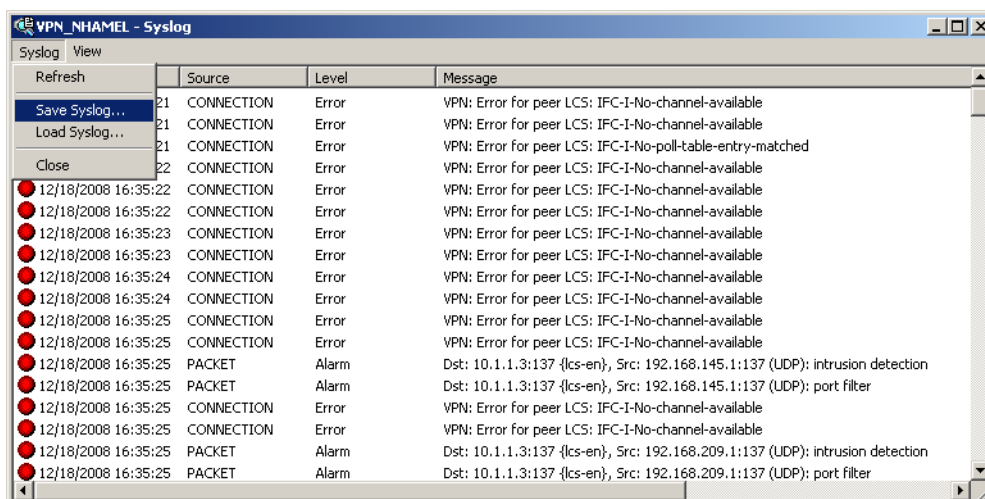 VPN_NHAMEL - Syslog
Syslog View
Refresh
Save Syslog...
Load Syslog...
Close
Source Level Message
21 CONNECTION Error VPN: Error for peer LCS: IFC-I-No-channel-available
21 CONNECTION Error VPN: Error for peer LCS: IFC-I-No-channel-available
21 CONNECTION Error VPN: Error for peer LCS: IFC-I-No-poll-table-entry-matched
22 CONNECTION Error VPN: Error for peer LCS: IFC-I-No-channel-available
12/18/2008 16:35:22 CONNECTION Error VPN: Error for peer LCS: IFC-I-No-channel-available
12/18/2008 16:35:22 CONNECTION Error VPN: Error for peer LCS: IFC-I-No-channel-available
12/18/2008 16:35:23 CONNECTION Error VPN: Error for peer LCS: IFC-I-No-channel-available
12/18/2008 16:35:23 CONNECTION Error VPN: Error for peer LCS: IFC-I-No-channel-available
12/18/2008 16:35:24 CONNECTION Error VPN: Error for peer LCS: IFC-I-No-channel-available
12/18/2008 16:35:24 CONNECTION Error VPN: Error for peer LCS: IFC-I-No-channel-available
12/18/2008 16:35:25 CONNECTION Error VPN: Error for peer LCS: IFC-I-No-channel-available
12/18/2008 16:35:25 CONNECTION Error VPN: Error for peer LCS: IFC-I-No-channel-available
12/18/2008 16:35:25 PACKET Alarm Dst: 10.1.1.3:137 {lcs-en}, Src: 192.168.145.1:137 (UDP): intrusion detection
12/18/2008 16:35:25 PACKET Alarm Dst: 10.1.1.3:137 {lcs-en}, Src: 192.168.145.1:137 (UDP): port filter
12/18/2008 16:35:25 CONNECTION Error VPN: Error for peer LCS: IFC-I-No-channel-available
12/18/2008 16:35:25 CONNECTION Error VPN: Error for peer LCS: IFC-I-No-channel-available
12/18/2008 16:35:25 PACKET Alarm Dst: 10.1.1.3:137 {lcs-en}, Src: 192.168.209.1:137 (UDP): intrusion detection
12/18/2008 16:35:25 PACKET Alarm Dst: 10.1.1.3:137 {lcs-en}, Src: 192.168.209.1:137 (UDP): port filter